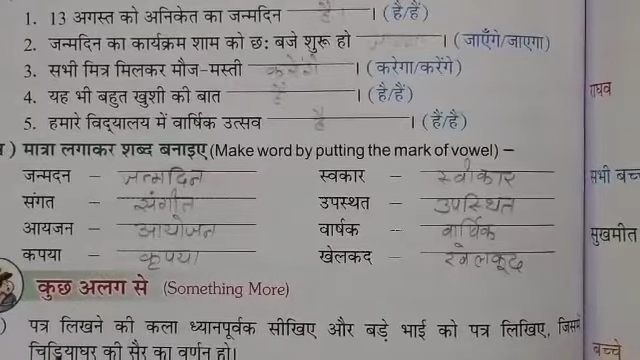 1. 13 अगस्त को अनिकेत का जन्मदिन है । (है/हैं)
2. जन्मदिन का कार्यक्रम शाम को छः बजे शुरू हो । (जाएँगे/जाएगा)
3. सभी मित्र मिलकर मौज-मस्ती करेंगे । (करेगा/करेंगे)
4. यह भी बहुत खुशी की बात है । (है/हैं)
5. हमारे विद्यालय में वार्षिक उत्सव है । (हैं/है)
) मात्रा लगाकर शब्द बनाइए (Make word by putting the mark of vowel) –
जन्मदन – जन्मदिन स्वकार – स्वीकार
संगत – संगीत उपस्थत – उपस्थित
आयजन – आयोजन वार्षक – वार्षिक
कपया – कृपया खेलकद – खेलकूद
कुछ अलग से (Something More)
) पत्र लिखने की कला ध्यानपूर्वक सीखिए और बड़े भाई को पत्र लिखिए, जिसमें
चिड़ियाघर की सैर का वर्णन हो।
राघव
सभी बच्
सुखमीत
बच्चे